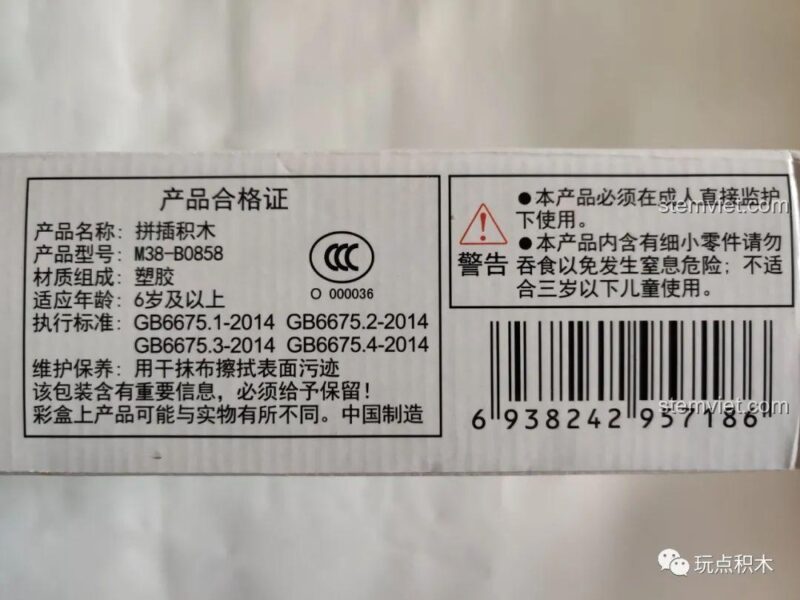 产品合格证
产品名称：拼插积木
产品型号：M38-B0858
材质组成：塑胶
适应年龄：6岁及以上
执行标准：GB6675.1-2014 GB6675.2-2014
GB6675.3-2014 GB6675.4-2014
维护保养：用干抹布擦拭表面污迹
该包装含有重要信息，必须给予保留！
彩盒上产品可能与实物有所不同。中国制造
CCC
O 000036
警告
●本产品必须在成人直接监护
下使用。
●本产品内含有细小零件请勿
吞食以免发生窒息危险；不适
合三岁以下儿童使用。
stemviet.com
6 938242 957186
stemviet.com
玩点积木